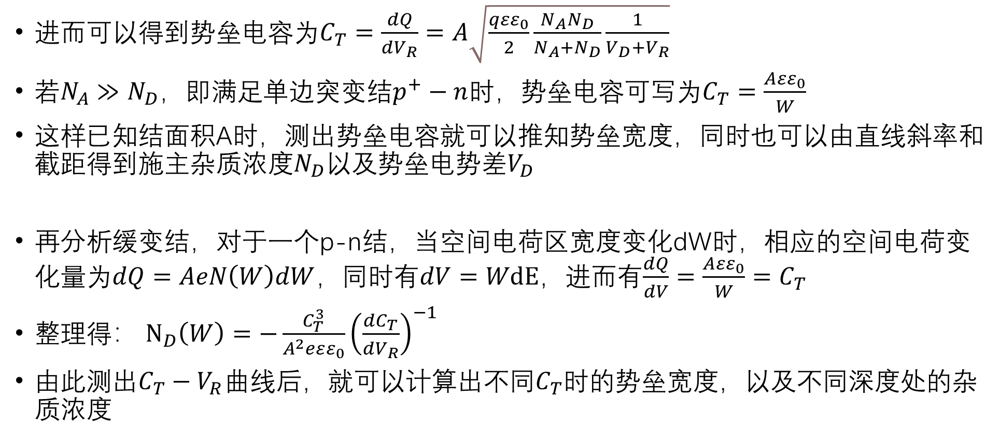 • 进而可以得到势垒电容为$C_T = \frac{dQ}{dV_R} = A\sqrt{\frac{q\varepsilon\varepsilon_0}{2}\frac{N_A N_D}{N_A+N_D}\frac{1}{V_D+V_R}}$
• 若$N_A \gg N_D$，即满足单边突变结$p^+ - n$时，势垒电容可写为$C_T = \frac{A\varepsilon\varepsilon_0}{W}$
• 这样已知结面积A时，测出势垒电容就可以推知势垒宽度，同时也可以由直线斜率和
截距得到施主杂质浓度$N_D$以及势垒电势差$V_D$
• 再分析缓变结，对于一个p-n结，当空间电荷区宽度变化dW时，相应的空间电荷变
化量为$dQ = AeN(W)dW$，同时有$dV = W\mathrm{dE}$，进而有$\frac{dQ}{dV} = \frac{A\varepsilon\varepsilon_0}{W} = C_T$
• 整理得： $\mathrm{N}_D(W) = -\frac{C_T^3}{A^2 e\varepsilon\varepsilon_0}\left(\frac{dC_T}{dV_R}\right)^{-1}$
• 由此测出$C_T - V_R$曲线后，就可以计算出不同$C_T$时的势垒宽度，以及不同深度处的杂
质浓度